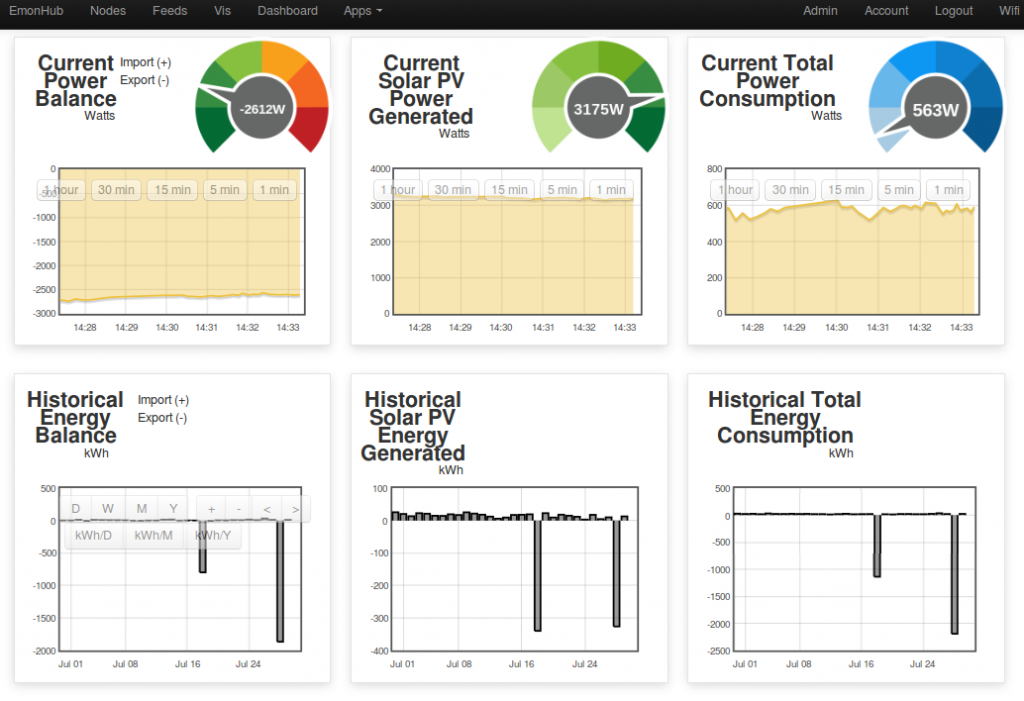 EmonHub Nodes Feeds Vis Dashboard Apps Admin Account Logout Wifi
Current
Power
Balance
Watts
Import (+)
Export (-)
-2612W
0
-500
-1000
-1500
-2000
-2500
-3000
1 hour 30 min 15 min 5 min 1 min
14:28 14:29 14:30 14:31 14:32 14:33
Current
Solar PV
Power
Generated
Watts
3175W
4000
3000
2000
1000
0
1 hour 30 min 15 min 5 min 1 min
14:28 14:29 14:30 14:31 14:32 14:33
Current Total
Power
Consumption
Watts
563W
800
600
400
200
0
1 hour 30 min 15 min 5 min 1 min
14:28 14:29 14:30 14:31 14:32 14:33
Historical
Energy
Balance
kWh
Import (+)
Export (-)
500
0
-500
-1000
-1500
-2000
D W M Y + - < >
kWh/D kWh/M kWh/Y
Jul 01 Jul 08 Jul 16 Jul 24
Historical
Solar PV
Energy
Generated
kWh
100
0
-100
-200
-300
-400
Jul 01 Jul 08 Jul 16 Jul 24
Historical Total
Energy
Consumption
kWh
500
0
-500
-1000
-1500
-2000
-2500
Jul 01 Jul 08 Jul 16 Jul 24